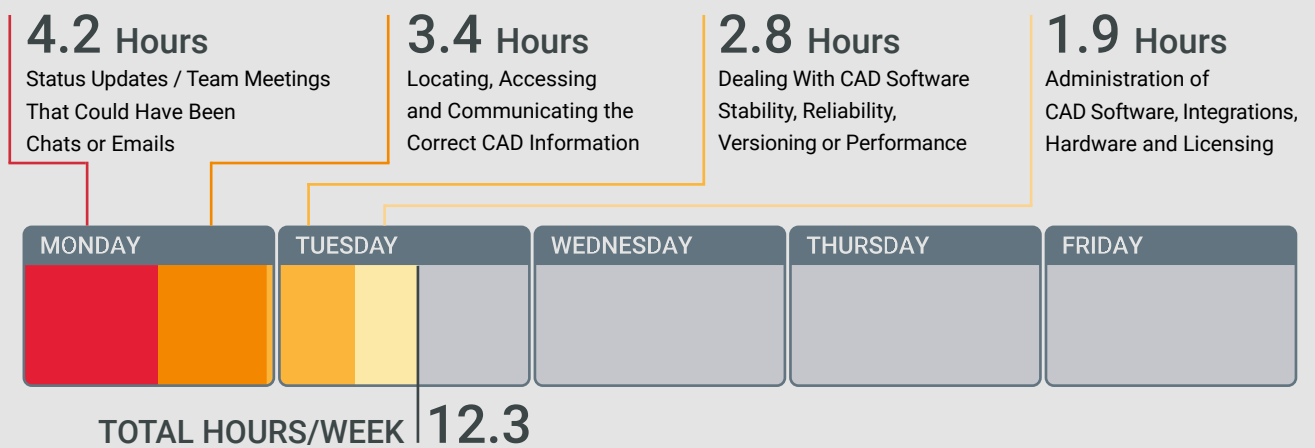 4.2 Hours
Status Updates / Team Meetings
That Could Have Been
Chats or Emails
3.4 Hours
Locating, Accessing
and Communicating the
Correct CAD Information
2.8 Hours
Dealing With CAD Software
Stability, Reliability,
Versioning or Performance
1.9 Hours
Administration of
CAD Software, Integrations,
Hardware and Licensing
MONDAY
TUESDAY
WEDNESDAY
THURSDAY
FRIDAY
TOTAL HOURS/WEEK 12.3